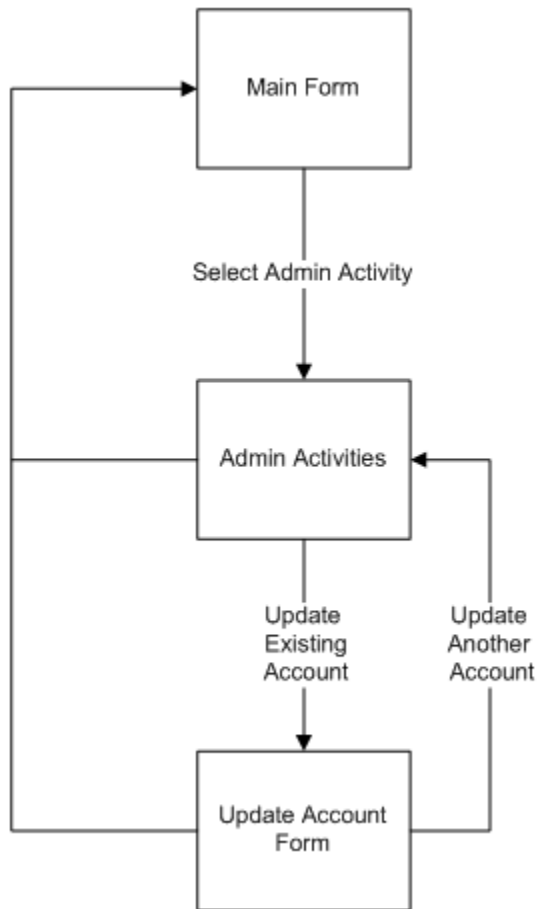 Main Form
Select Admin Activity
Admin Activities
Update
Existing
Account
Update
Another
Account
Update Account
Form